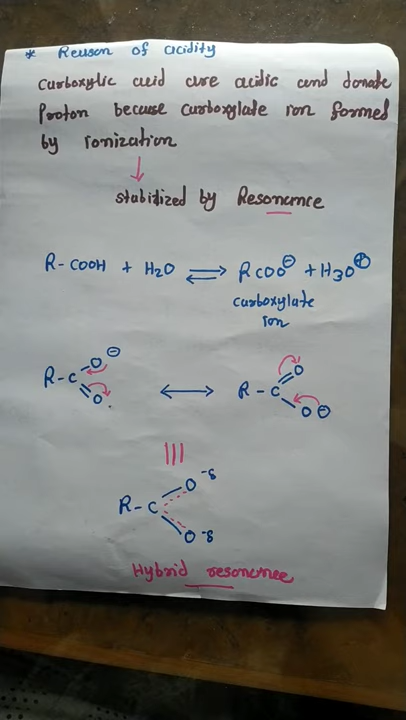 * Reason of acidity
Carboxylic acid are acidic and donate
Proton because carboxylate ion formed
by ionization
↓
stabilized by Resonance
R-COOH + H2O ⇌ RCOO⊖ + H3O⊕
carboxylate
ion
R-C O⊖ O ↔ R-C O O⊖
|||
R-C O-δ O-δ
Hybrid resonance